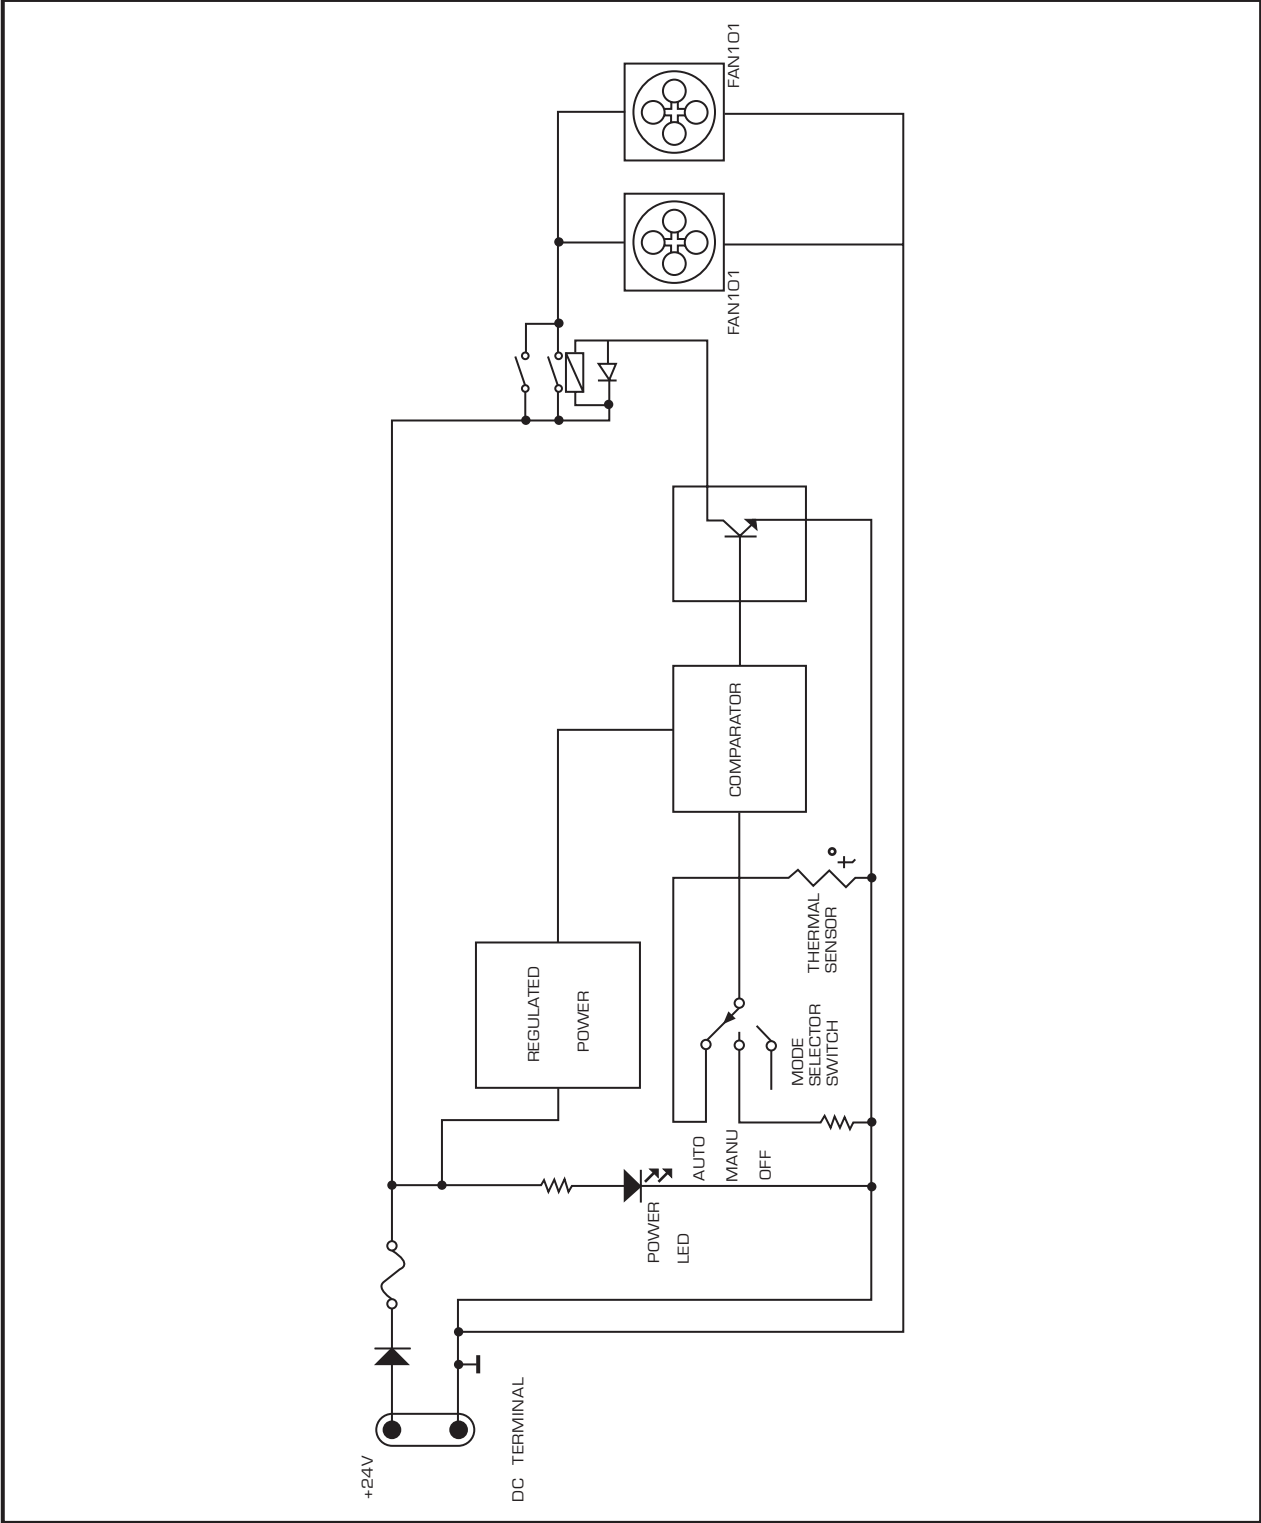 +24V
DC TERMINAL
POWER
LED
REGULATED
POWER
AUTO
MANU
OFF
MODE
SELECTOR
SWITCH
THERMAL
SENSOR
t°
COMPARATOR
FAN101
FAN101